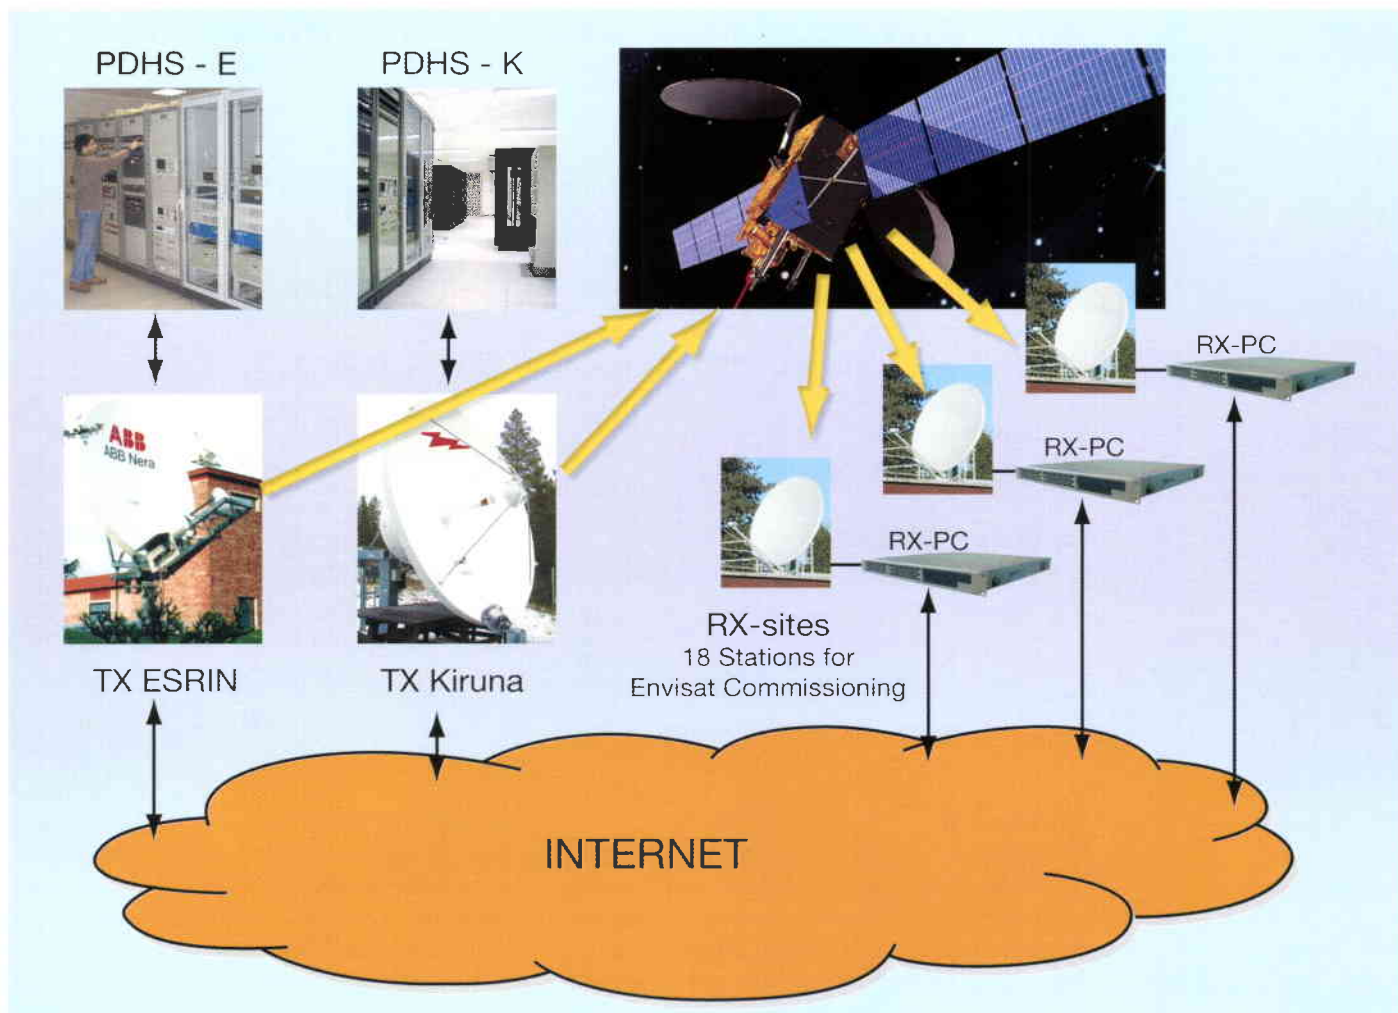 PDHS - E
PDHS - K
RX-PC
ABB
ABB Nera
RX-PC
RX-PC
RX-sites
18 Stations for
Envisat Commissioning
TX ESRIN
TX Kiruna
INTERNET